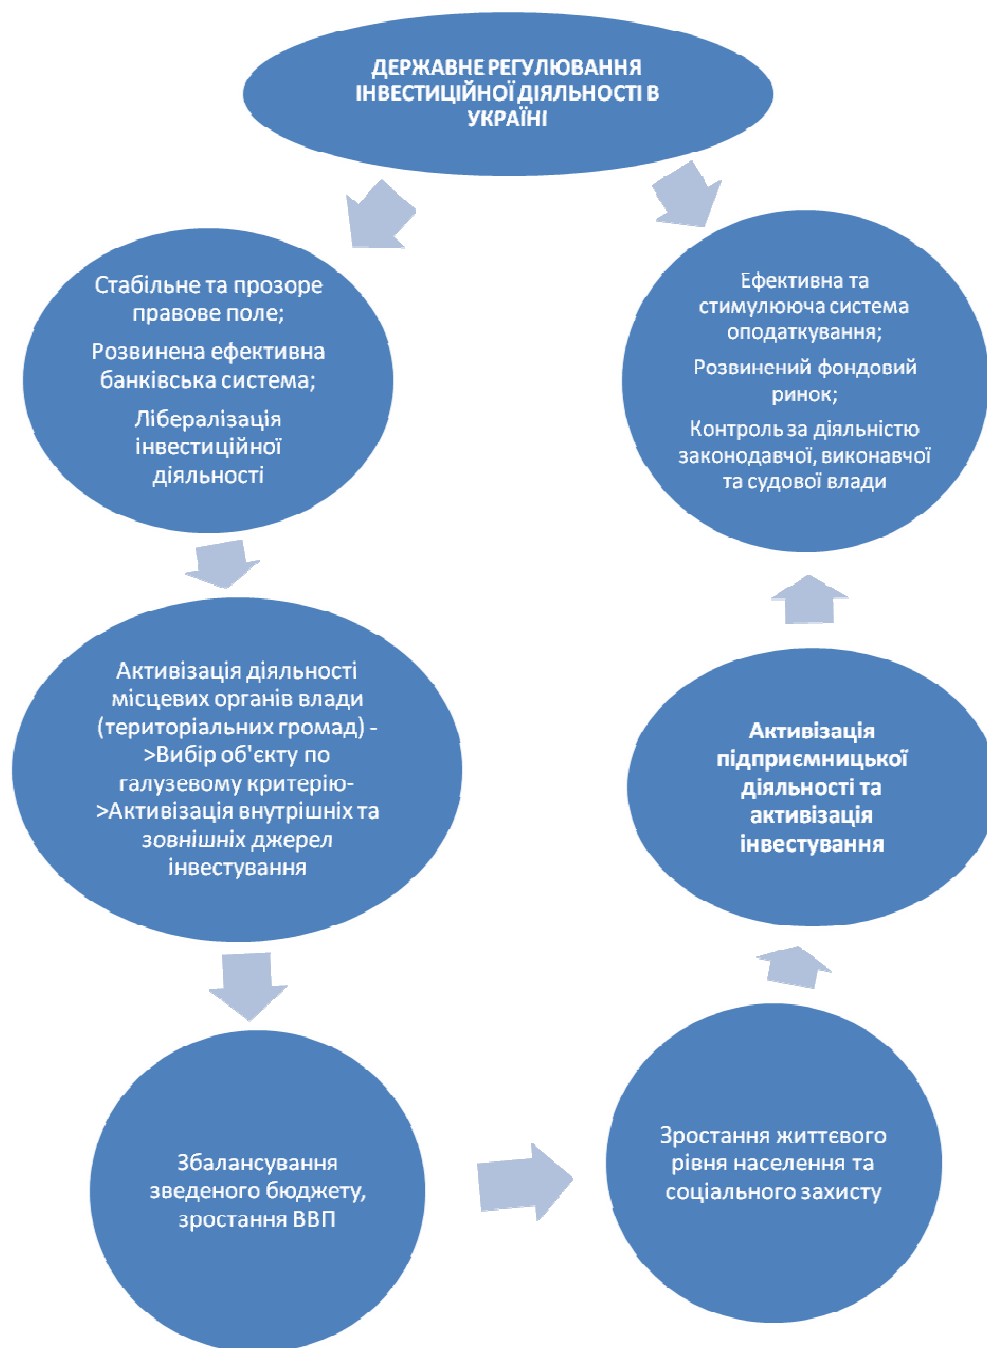 ДЕРЖАВНЕ РЕГУЛЮВАННЯ
ІНВЕСТИЦІЙНОЇ ДІЯЛЬНОСТІ В
УКРАЇНІ
Стабільне та прозоре
правове поле;
Розвинена ефективна
банківська система;
Лібералізація
інвестиційної
діяльності
Ефективна та
стимулююча система
оподаткування;
Розвинений фондовий
ринок;
Контроль за діяльністю
законодавчої, виконавчої
та судової влади
Активізація діяльності
місцевих органів влади
(територіальних громад) -
>Вибір об'єкту по
галузевому критерію-
>Активізація внутрішніх та
зовнішніх джерел
інвестування
Активізація
підприємницької
діяльності та
активізація
інвестування
Збалансування
зведеного бюджету,
зростання ВВП
Зростання життєвого
рівня населення та
соціального захисту